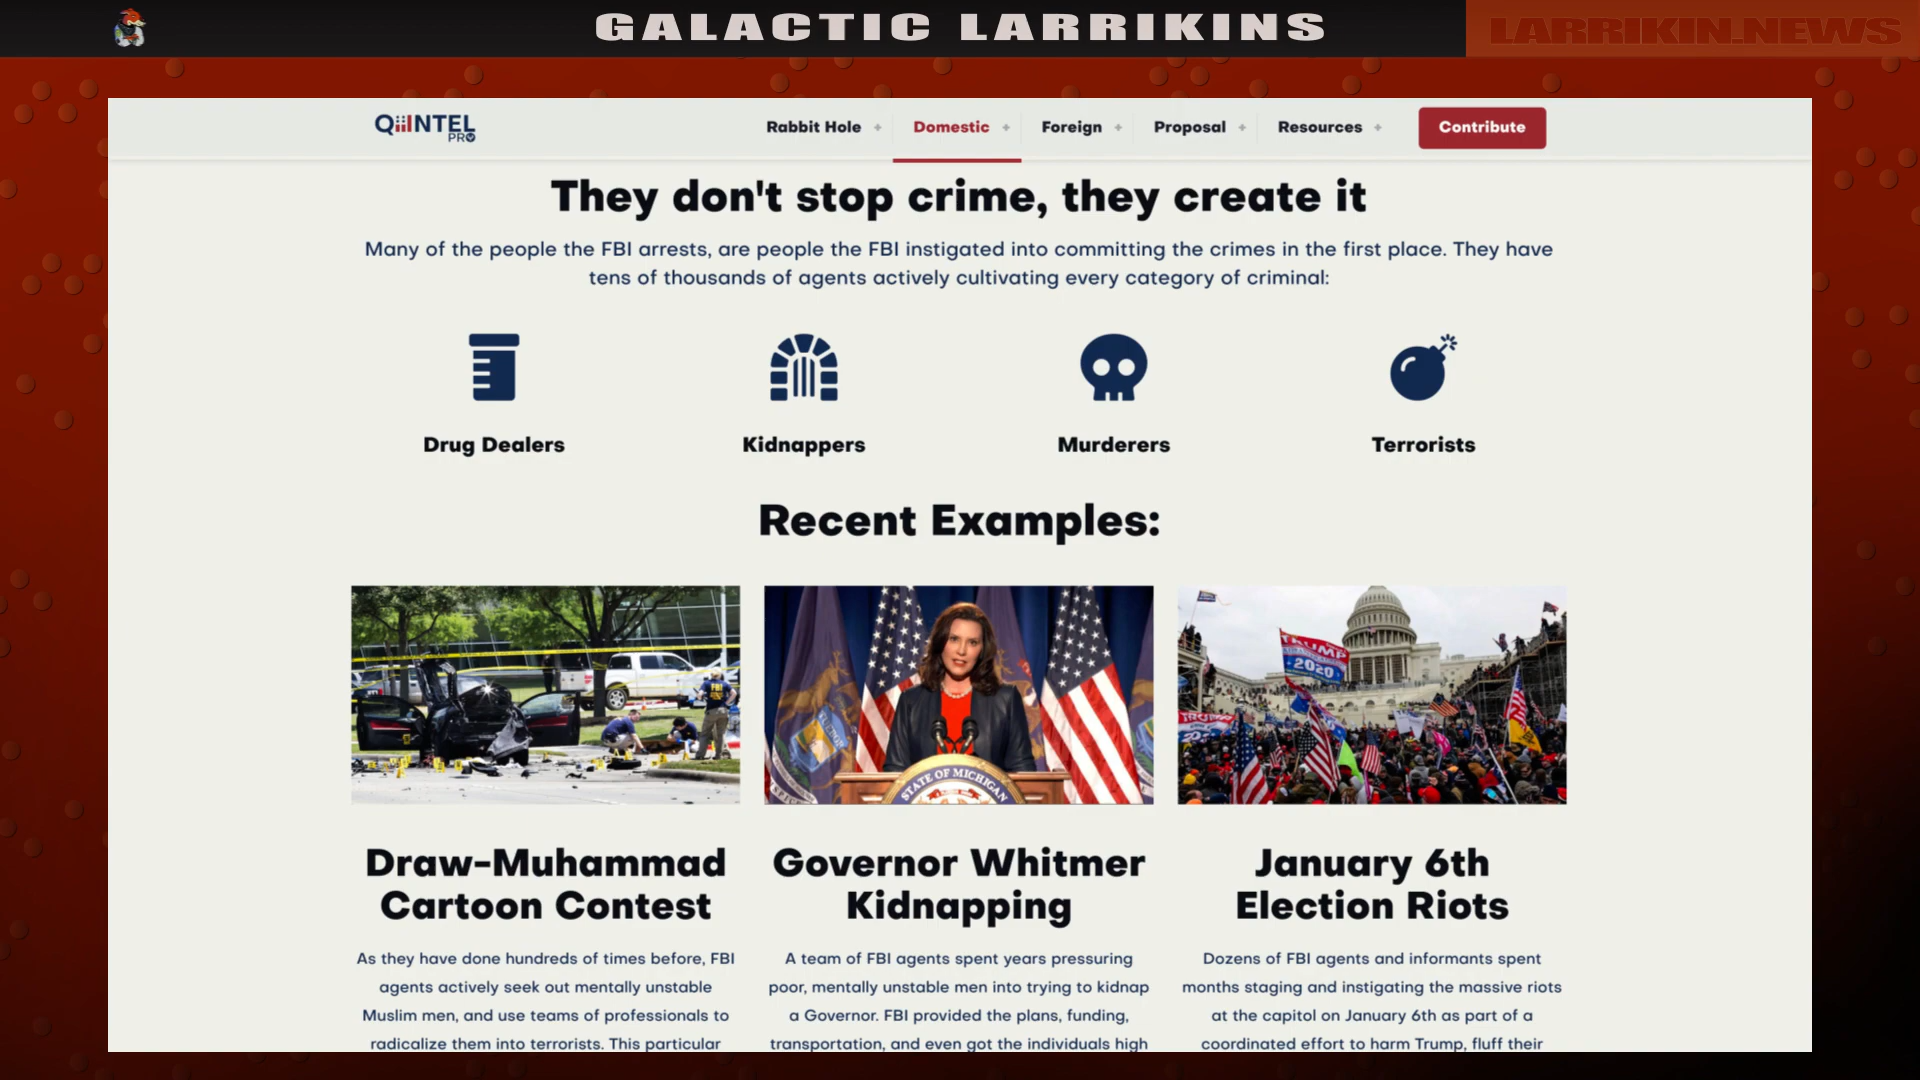 GALACTIC LARRIKINS
LARRIKIN.NEWS
QiiINTEL
PRO
Rabbit Hole
Domestic
Foreign
Proposal
Resources
Contribute
They don't stop crime, they create it
Many of the people the FBI arrests, are people the FBI instigated into committing the crimes in the first place. They have
tens of thousands of agents actively cultivating every category of criminal:
Drug Dealers
Kidnappers
Murderers
Terrorists
Recent Examples:
FBI
STATE OF MICHIGAN
TRUMP
2020
TRUMP
Draw-Muhammad
Cartoon Contest
As they have done hundreds of times before, FBI
agents actively seek out mentally unstable
Muslim men, and use teams of professionals to
radicalize them into terrorists. This particular
Governor Whitmer
Kidnapping
A team of FBI agents spent years pressuring
poor, mentally unstable men into trying to kidnap
a Governor. FBI provided the plans, funding,
transportation, and even got the individuals high
January 6th
Election Riots
Dozens of FBI agents and informants spent
months staging and instigating the massive riots
at the capitol on January 6th as part of a
coordinated effort to harm Trump, fluff their